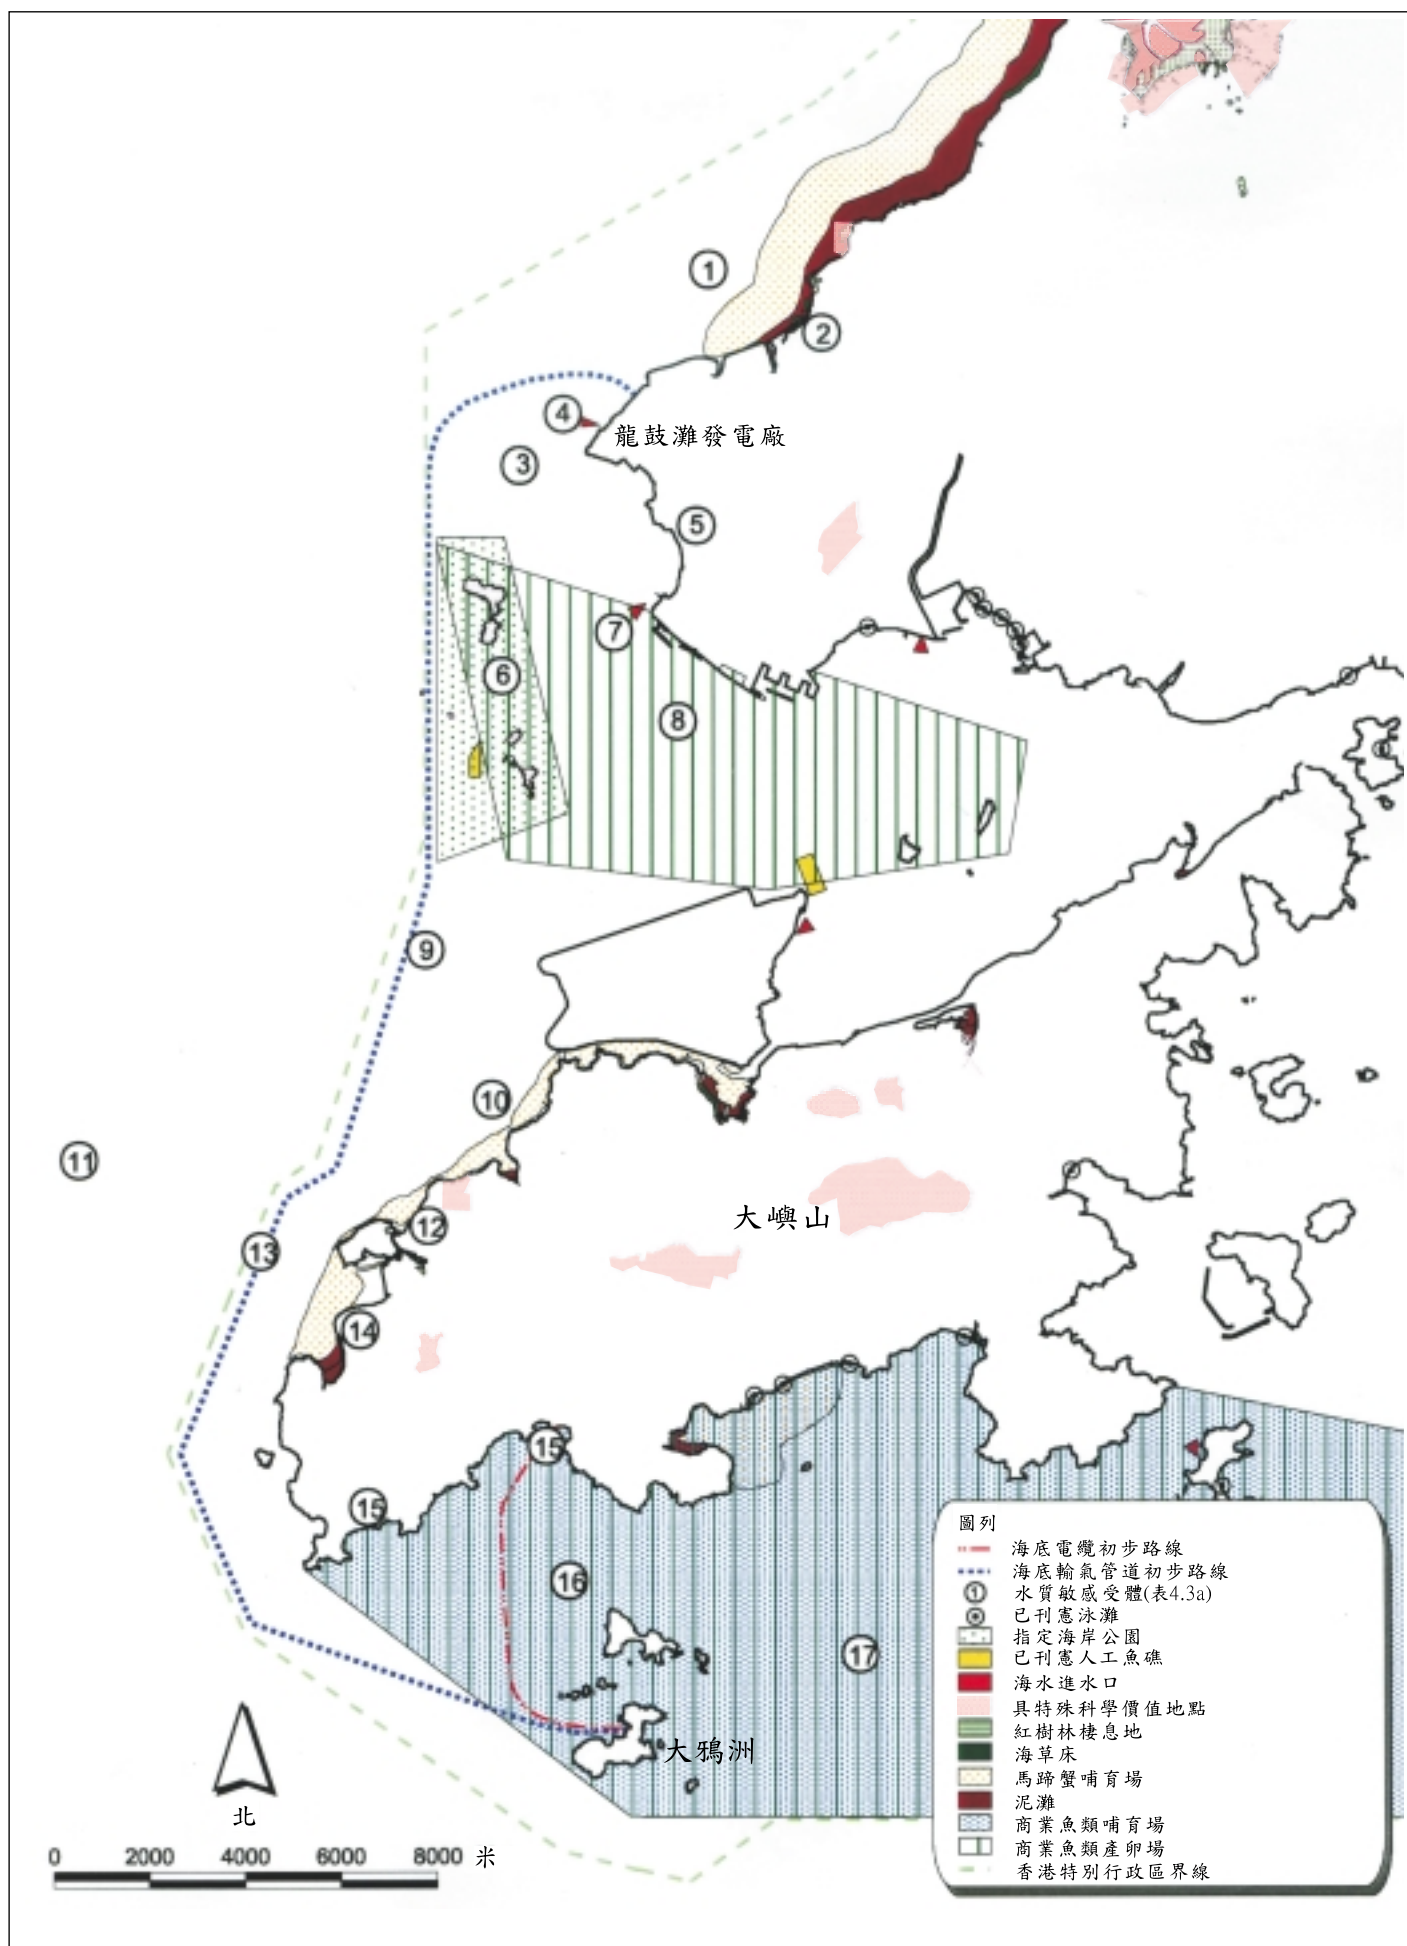 1
2
4
龍鼓灘發電廠
3
5
7
6
8
9
10
11
大嶼山
12
13
14
15
15
16
17
大鴉洲
北
0 2000 4000 6000 8000 米
圖列
海底電纜初步路線
海底輸氣管道初步路線
1 水質敏感受體(表4.3a)
已刊憲泳灘
指定海岸公園
已刊憲人工魚礁
海水進水口
具特殊科學價值地點
紅樹林棲息地
海草床
馬蹄蟹哺育場
泥灘
商業魚類哺育場
商業魚類產卵場
香港特別行政區界線